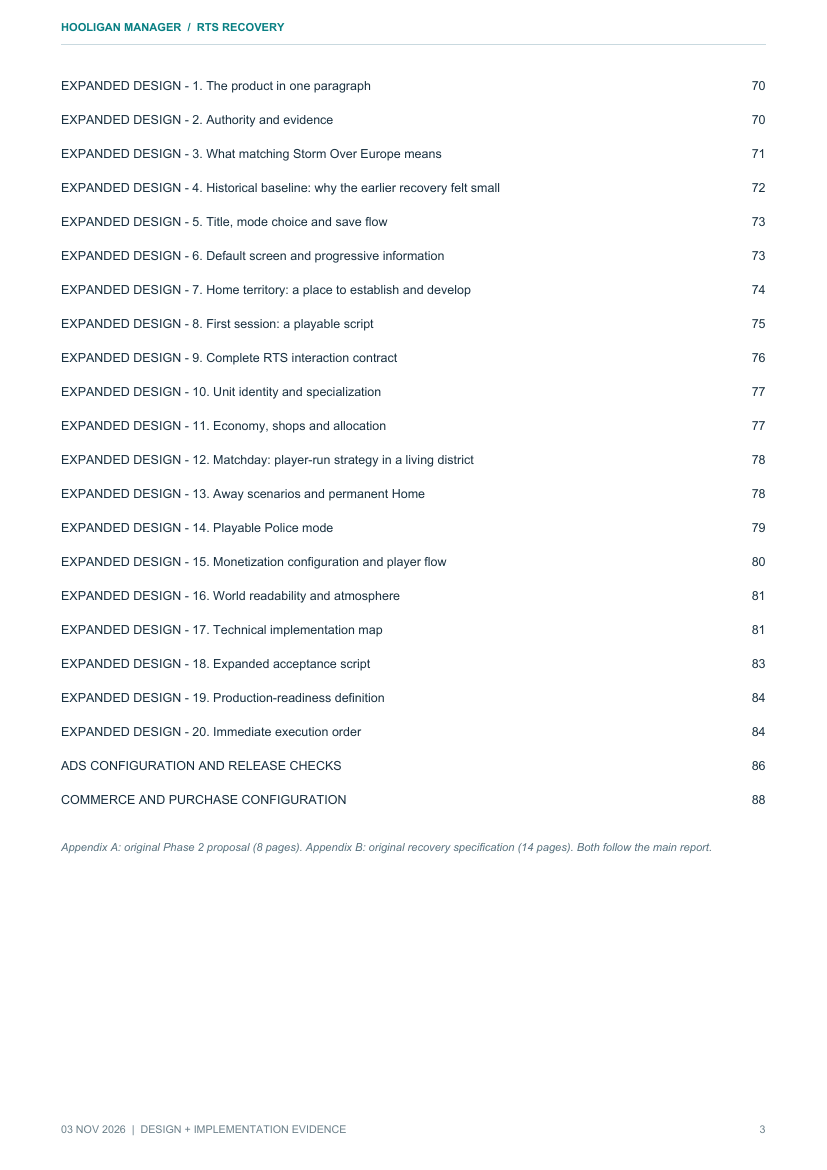 HOOLIGAN MANAGER / RTS RECOVERY
EXPANDED DESIGN - 1. The product in one paragraph 70
EXPANDED DESIGN - 2. Authority and evidence 70
EXPANDED DESIGN - 3. What matching Storm Over Europe means 71
EXPANDED DESIGN - 4. Historical baseline: why the earlier recovery felt small 72
EXPANDED DESIGN - 5. Title, mode choice and save flow 73
EXPANDED DESIGN - 6. Default screen and progressive information 73
EXPANDED DESIGN - 7. Home territory: a place to establish and develop 74
EXPANDED DESIGN - 8. First session: a playable script 75
EXPANDED DESIGN - 9. Complete RTS interaction contract 76
EXPANDED DESIGN - 10. Unit identity and specialization 77
EXPANDED DESIGN - 11. Economy, shops and allocation 77
EXPANDED DESIGN - 12. Matchday: player-run strategy in a living district 78
EXPANDED DESIGN - 13. Away scenarios and permanent Home 78
EXPANDED DESIGN - 14. Playable Police mode 79
EXPANDED DESIGN - 15. Monetization configuration and player flow 80
EXPANDED DESIGN - 16. World readability and atmosphere 81
EXPANDED DESIGN - 17. Technical implementation map 81
EXPANDED DESIGN - 18. Expanded acceptance script 83
EXPANDED DESIGN - 19. Production-readiness definition 84
EXPANDED DESIGN - 20. Immediate execution order 84
ADS CONFIGURATION AND RELEASE CHECKS 86
COMMERCE AND PURCHASE CONFIGURATION 88
Appendix A: original Phase 2 proposal (8 pages). Appendix B: original recovery specification (14 pages). Both follow the main report.
03 NOV 2026 | DESIGN + IMPLEMENTATION EVIDENCE 3